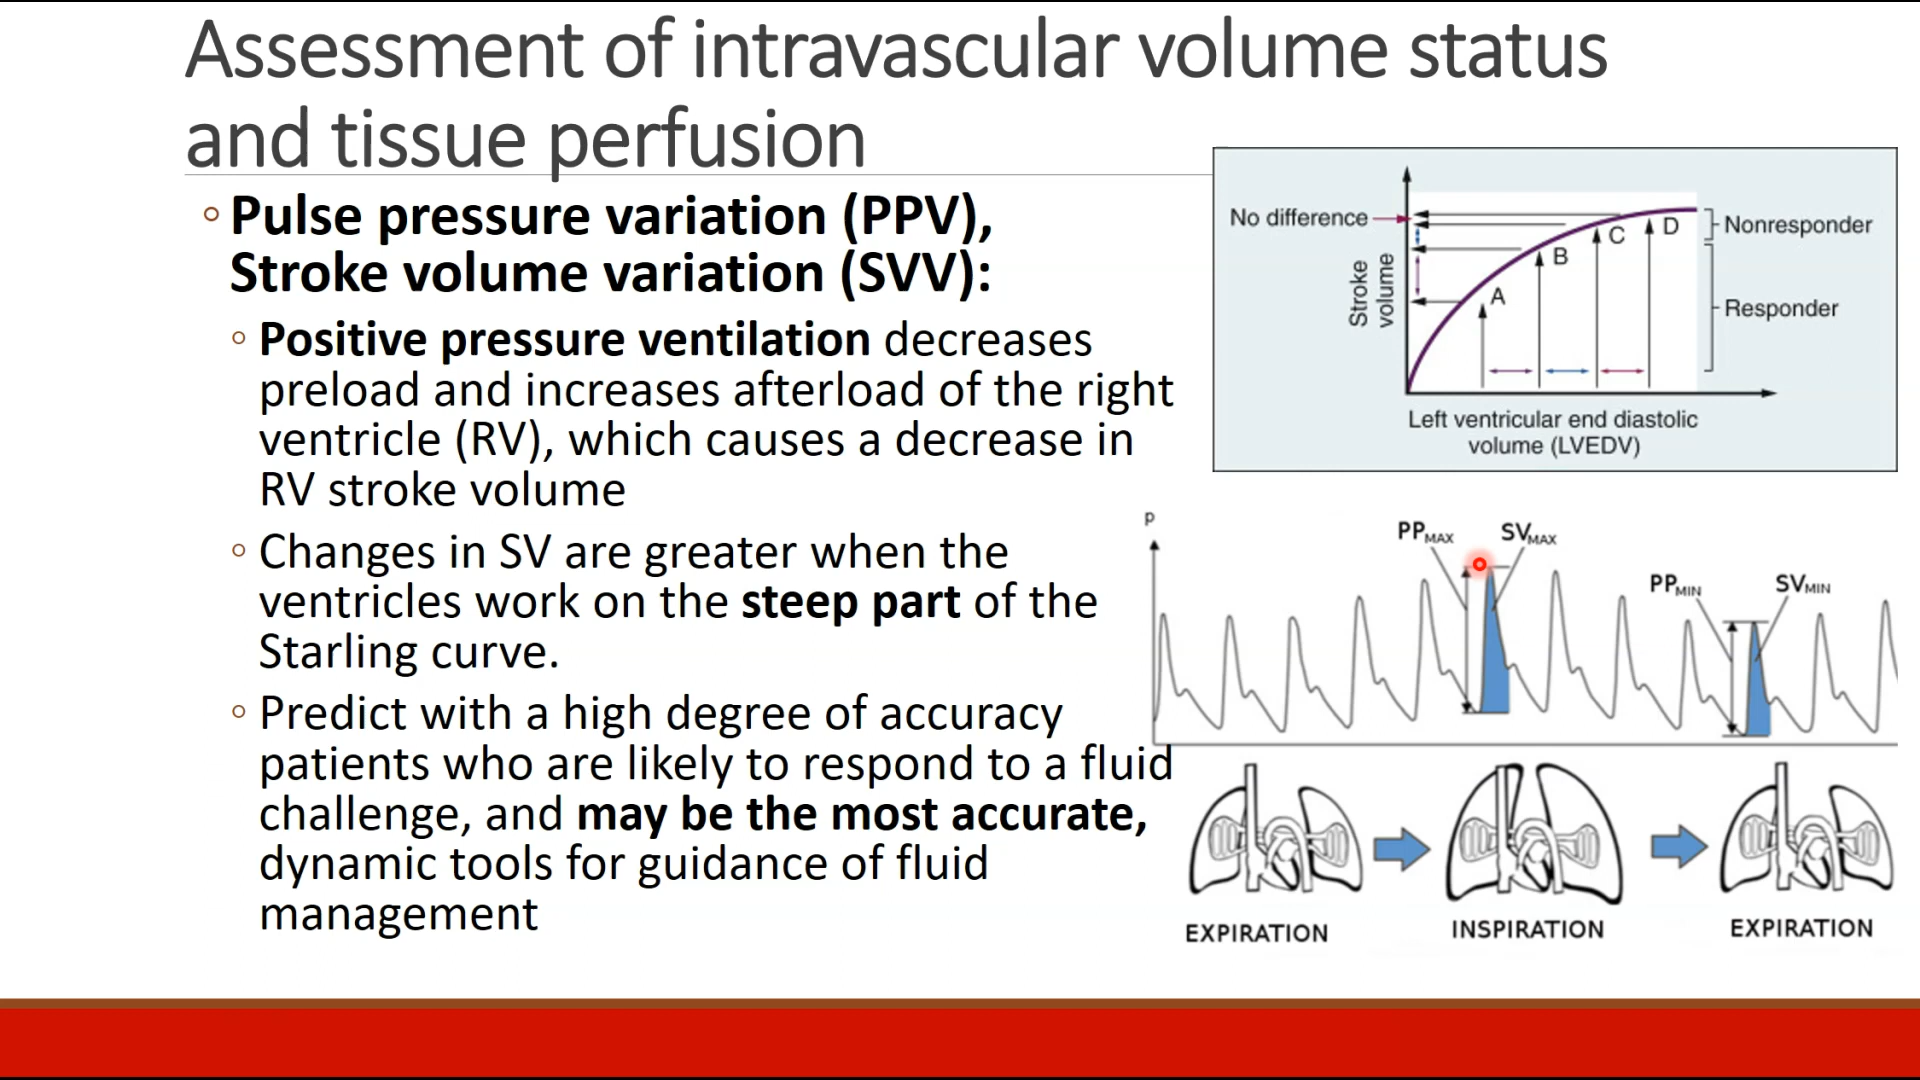 Assessment of intravascular volume status
and tissue perfusion
Pulse pressure variation (PPV),
Stroke volume variation (SVV):
Positive pressure ventilation decreases
preload and increases afterload of the right
ventricle (RV), which causes a decrease in
RV stroke volume
Changes in SV are greater when the
ventricles work on the steep part of the
Starling curve.
Predict with a high degree of accuracy
patients who are likely to respond to a fluid
challenge, and may be the most accurate,
dynamic tools for guidance of fluid
management
No difference
Stroke
volume
A
B
C
D
Nonresponder
Responder
Left ventricular end diastolic
volume (LVEDV)
P
PPMAX
SVMAX
PPMIN
SVMIN
EXPIRATION
INSPIRATION
EXPIRATION